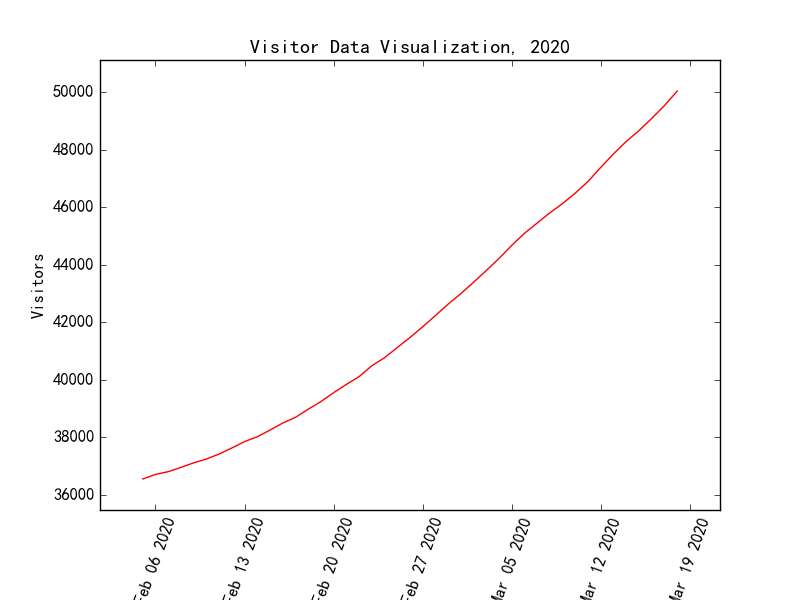 Visitor Data Visualization, 2020
Visitors
50000
48000
46000
44000
42000
40000
38000
36000
Feb 06 2020
Feb 13 2020
Feb 20 2020
Feb 27 2020
Mar 05 2020
Mar 12 2020
Mar 19 2020